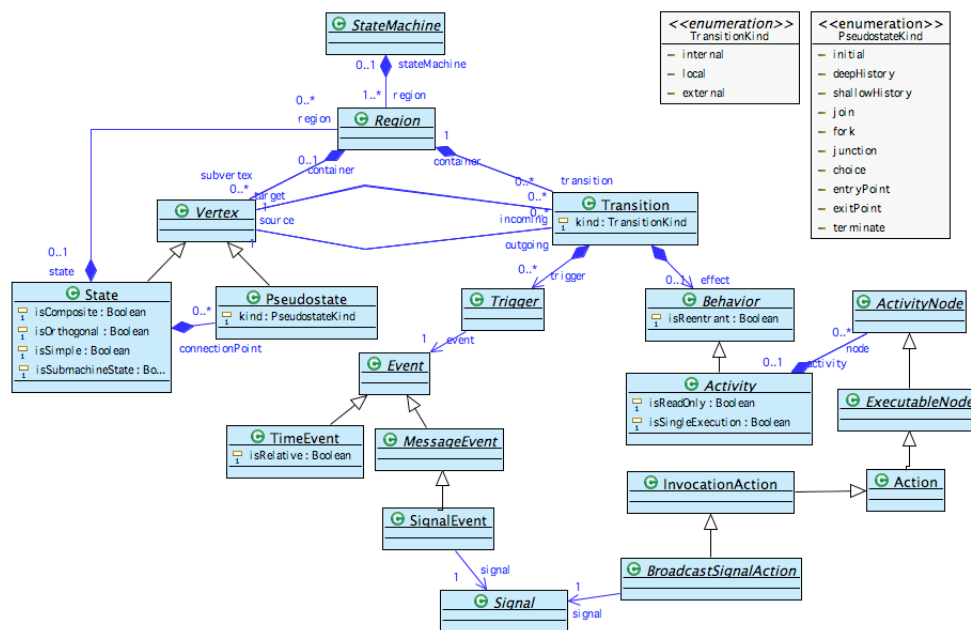 StateMachine
<<enumeration>>
TransitionKind
internal
local
external
<<enumeration>>
PseudostateKind
initial
deepHistory
shallowHistory
join
fork
junction
choice
entryPoint
exitPoint
terminate
0..1
stateMachine
0..*
1..*
region
region
Region
1
0..1
container
container
subvertex
0..*
target
0..*
transition
0..*
Vertex
1
source
1
0..*
incoming
outgoing
Transition
kind : TransitionKind
0..1
state
State
isComposite : Boolean
isOrthogonal : Boolean
isSimple : Boolean
isSubmachineState : Bo...
0..*
connectionPoint
Pseudostate
kind : PseudostateKind
0..*
trigger
0..1
effect
Trigger
Behavior
isReentrant : Boolean
ActivityNode
1
event
0..*
node
0..1
activity
Event
Activity
isReadOnly : Boolean
isSingleExecution : Boolean
ExecutableNode
TimeEvent
isRelative : Boolean
MessageEvent
InvocationAction
Action
SignalEvent
BroadcastSignalAction
1
signal
1
signal
Signal